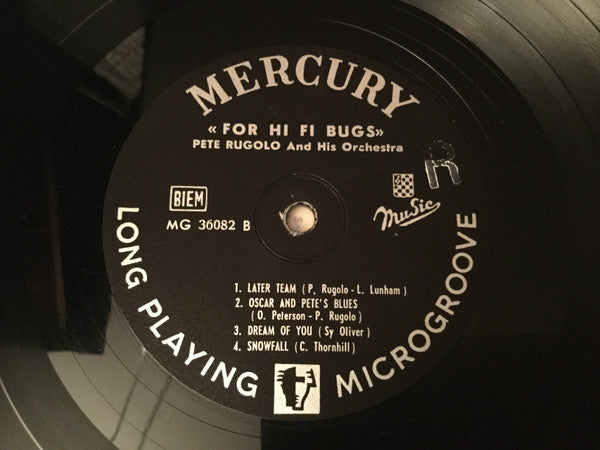 MERCURY
« FOR HI FI BUGS»
PETE RUGOLO And His Orchestra
R
BIEM
MG 36082 B
Music
1. LATER TEAM ( P. Rugolo - L. Lunham )
2. OSCAR AND PETE'S BLUES
( O. Peterson - P. Rugolo )
3. DREAM OF YOU ( Sy Oliver )
4. SNOWFALL ( C. Thornhill )
LONG PLAYING MICROGROOVE